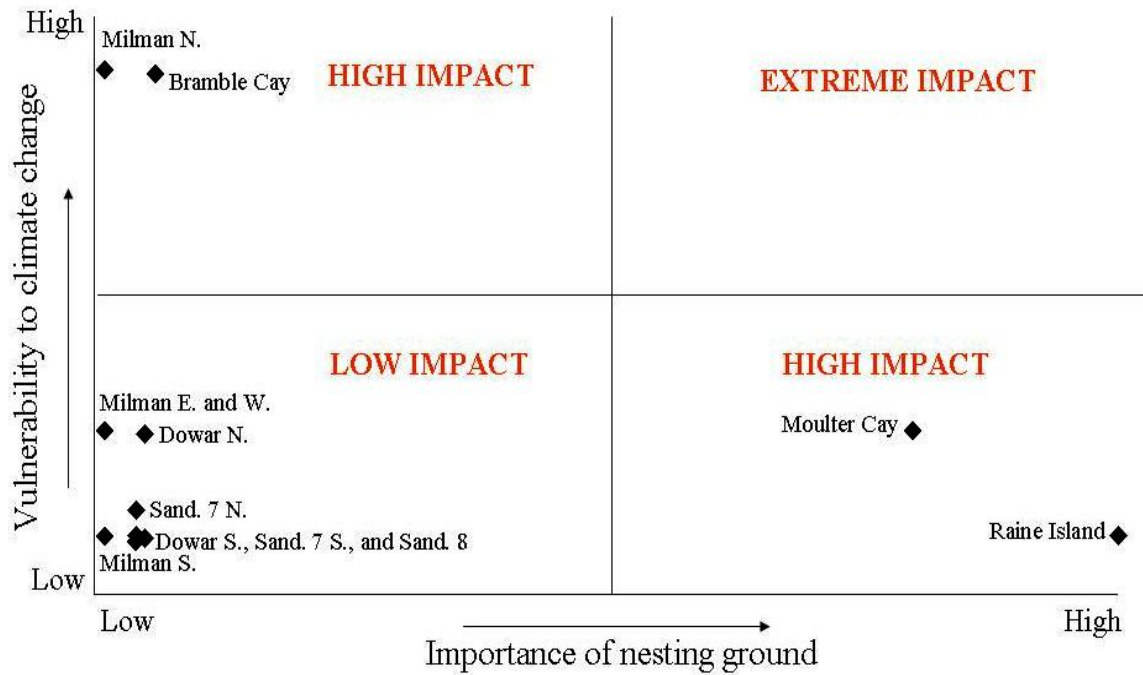 High
Milman N.
Bramble Cay
HIGH IMPACT
EXTREME IMPACT
Vulnerability to climate change
LOW IMPACT
HIGH IMPACT
Milman E. and W.
Dowar N.
Moulter Cay
Sand. 7 N.
Dowar S., Sand. 7 S., and Sand. 8
Milman S.
Raine Island
Low
Low
High
Importance of nesting ground